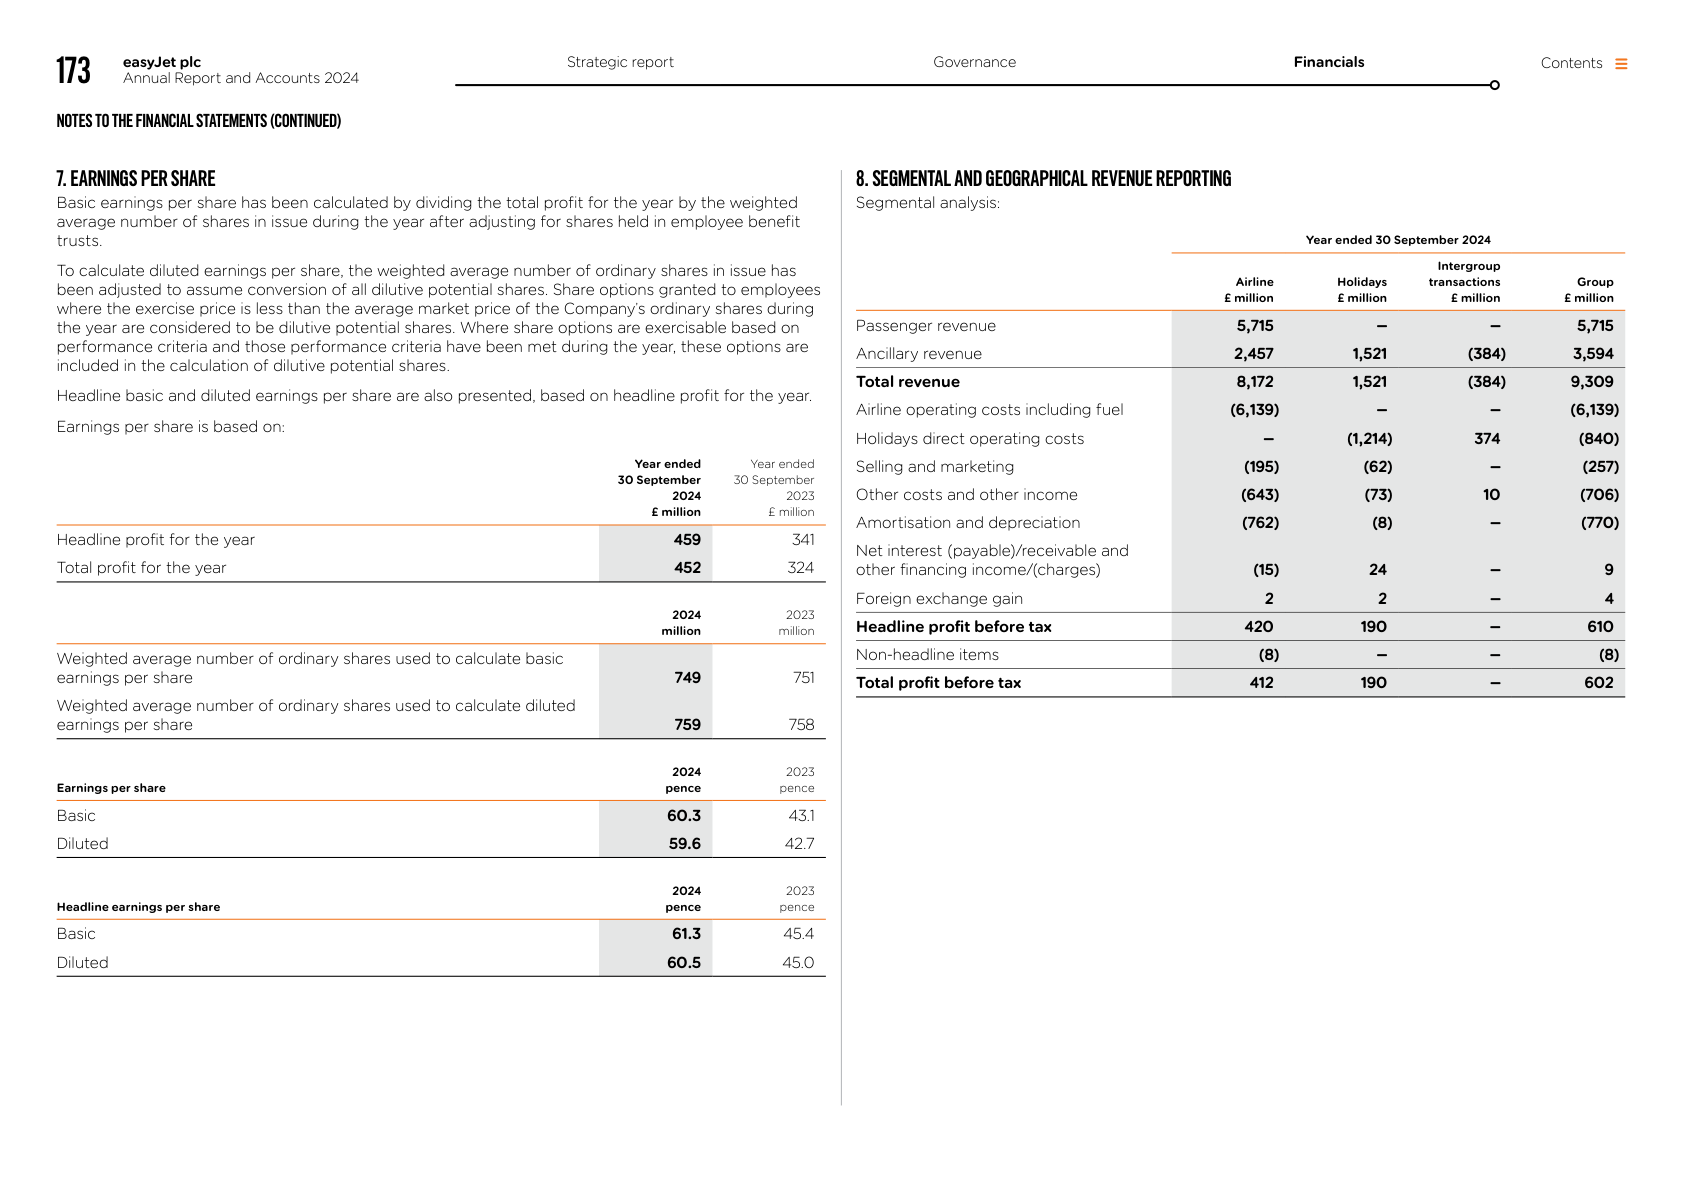 173
easyJet plc
Annual Report and Accounts 2024
Strategic report
Governance
Financials
Contents
NOTES TO THE FINANCIAL STATEMENTS (CONTINUED)
7. EARNINGS PER SHARE
Basic earnings per share has been calculated by dividing the total profit for the year by the weighted
average number of shares in issue during the year after adjusting for shares held in employee benefit
trusts.
To calculate diluted earnings per share, the weighted average number of ordinary shares in issue has
been adjusted to assume conversion of all dilutive potential shares. Share options granted to employees
where the exercise price is less than the average market price of the Company's ordinary shares during
the year are considered to be dilutive potential shares. Where share options are exercisable based on
performance criteria and those performance criteria have been met during the year, these options are
included in the calculation of dilutive potential shares.
Headline basic and diluted earnings per share are also presented, based on headline profit for the year.
Earnings per share is based on:
Year ended Year ended
30 September 30 September
2024 2023
£ million £ million
Headline profit for the year 459 341
Total profit for the year 452 324
2024 2023
million million
Weighted average number of ordinary shares used to calculate basic
earnings per share 749 751
Weighted average number of ordinary shares used to calculate diluted
earnings per share 759 758
2024 2023
Earnings per share pence pence
Basic 60.3 43.1
Diluted 59.6 42.7
2024 2023
Headline earnings per share pence pence
Basic 61.3 45.4
Diluted 60.5 45.0
8. SEGMENTAL AND GEOGRAPHICAL REVENUE REPORTING
Segmental analysis:
Year ended 30 September 2024
Intergroup
Airline Holidays transactions Group
£ million £ million £ million £ million
Passenger revenue 5,715 – – 5,715
Ancillary revenue 2,457 1,521 (384) 3,594
Total revenue 8,172 1,521 (384) 9,309
Airline operating costs including fuel (6,139) – – (6,139)
Holidays direct operating costs – (1,214) 374 (840)
Selling and marketing (195) (62) – (257)
Other costs and other income (643) (73) 10 (706)
Amortisation and depreciation (762) (8) – (770)
Net interest (payable)/receivable and
other financing income/(charges) (15) 24 – 9
Foreign exchange gain 2 2 – 4
Headline profit before tax 420 190 – 610
Non-headline items (8) – – (8)
Total profit before tax 412 190 – 602